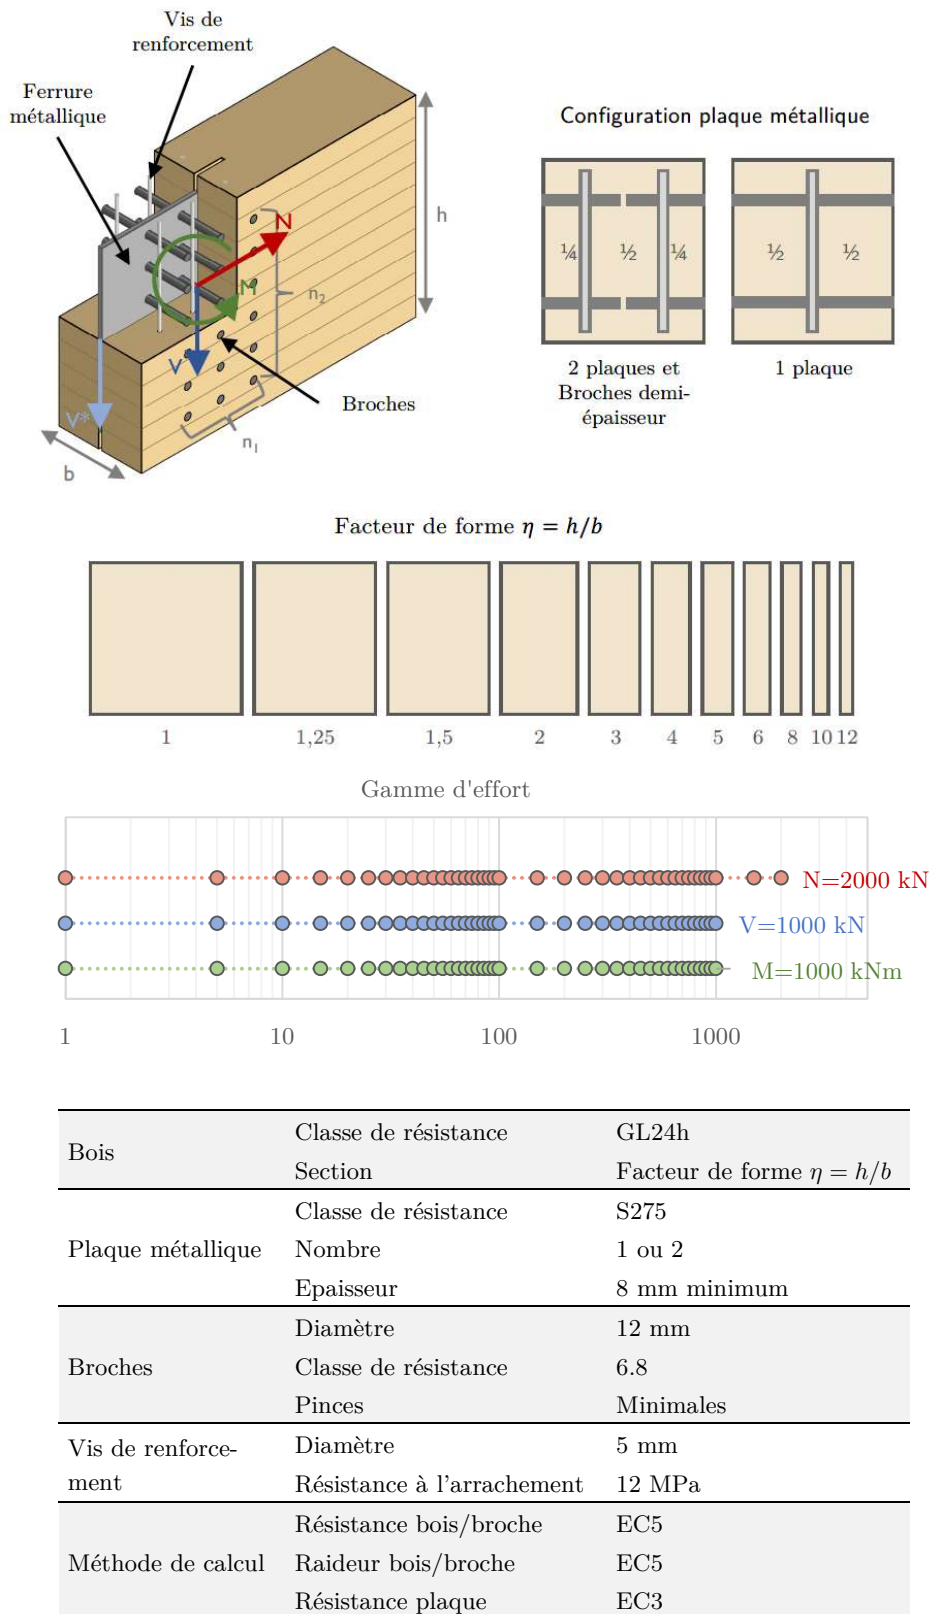 Vis de
renforcement
Ferrure
métallique
N
M
V
V*
h
b
n₂
n₁
Broches
Configuration plaque métallique
¼ ½ ¼
½ ½
2 plaques et
Broches demi-
épaisseur
1 plaque
Facteur de forme η = h/b
1 1,25 1,5 2 3 4 5 6 8 10 12
Gamme d'effort
N=2000 kN
V=1000 kN
M=1000 kNm
1 10 100 1000
Bois
Classe de résistance GL24h
Section Facteur de forme η = h/b
Plaque métallique
Classe de résistance S275
Nombre 1 ou 2
Epaisseur 8 mm minimum
Broches
Diamètre 12 mm
Classe de résistance 6.8
Pinces Minimales
Vis de renforce-
ment
Diamètre 5 mm
Résistance à l'arrachement 12 MPa
Méthode de calcul
Résistance bois/broche EC5
Raideur bois/broche EC5
Résistance plaque EC3